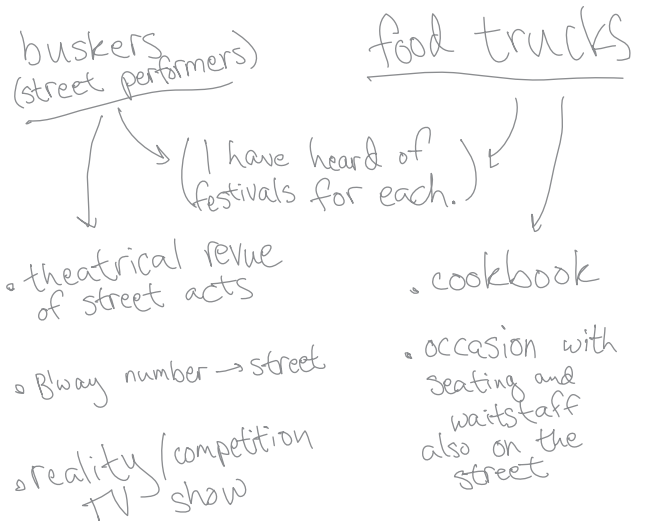 buskers
(street performers)
food trucks
(I have heard of
festivals for each.)
• theatrical revue
of street acts
• B'way number → street
• reality / competition
TV show
• cookbook
• occasion with
seating and
waitstaff
also on the
street